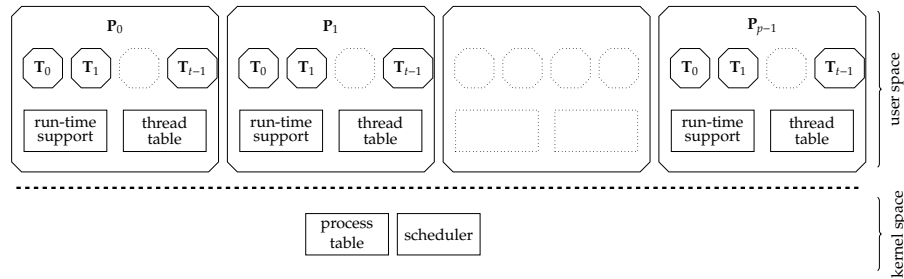 P₀ P₁ Pₚ₋₁
T₀ T₁ Tₜ₋₁ T₀ T₁ Tₜ₋₁ T₀ T₁ Tₜ₋₁
run-time support
thread table
run-time support
thread table
run-time support
thread table
user space
process table
scheduler
kernel space